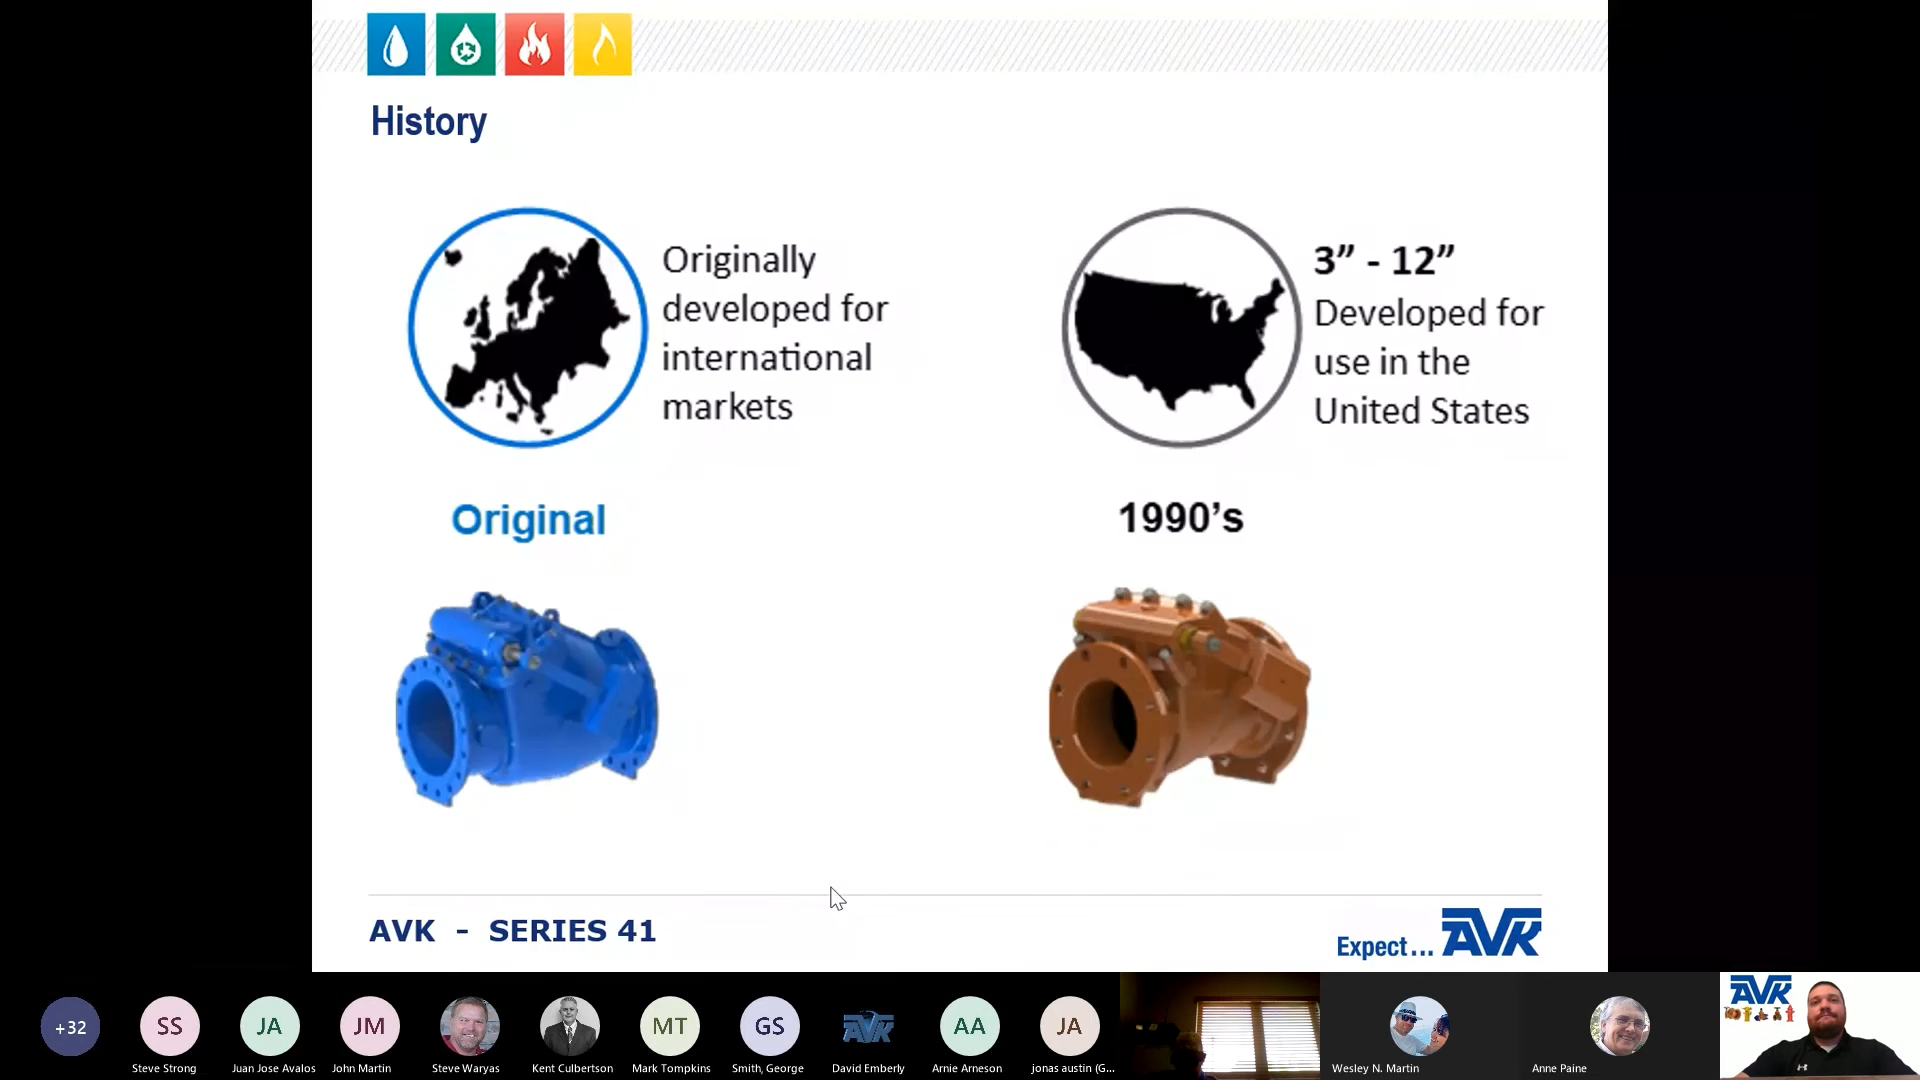 History
Originally
developed for
international
markets
3” - 12”
Developed for
use in the
United States
Original
1990’s
AVK - SERIES 41
Expect... AVK
+32
SS
JA
JM
MT
GS
AVK
AA
JA
AVK
Steve Strong
Juan Jose Avalos
John Martin
Steve Waryas
Kent Culbertson
Mark Tompkins
Smith, George
David Emberly
Arnie Arneson
jonas austin (G...
Wesley N. Martin
Anne Paine